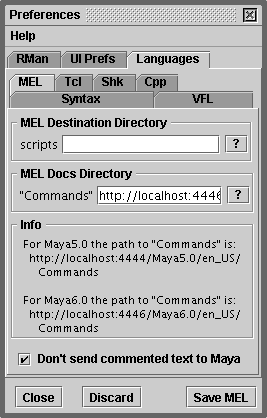 Preferences
Help
RMan UI Prefs Languages
MEL Tcl Shk Cpp
Syntax VFL
MEL Destination Directory
scripts ?
MEL Docs Directory
"Commands" http://localhost:4446 ?
Info
For Maya5.0 the path to "Commands" is:
http://localhost:4444/Maya5.0/en_US/
Commands
For Maya6.0 the path to "Commands" is:
http://localhost:4446/Maya6.0/en_US/
Commands
Don't send commented text to Maya
Close Discard Save MEL